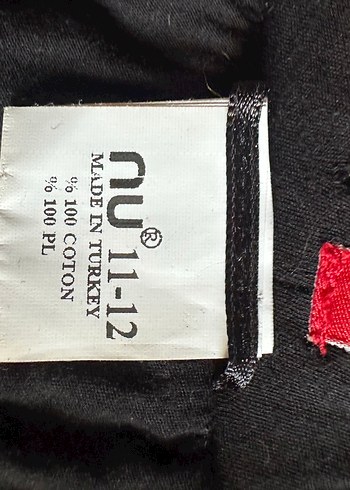 nu® 11-12
MADE IN TURKEY
% 100 COTON
% 100 PL